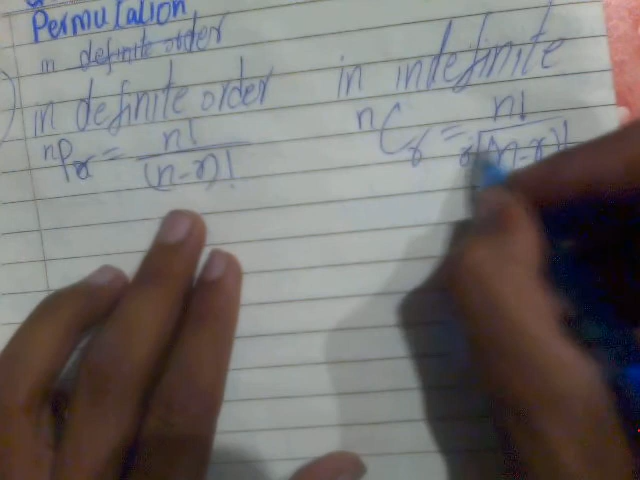 Permutation
in definite order
in definite order in indefinite
nPr = n! / (n-r)! nCr = n! / r!(n-r)!